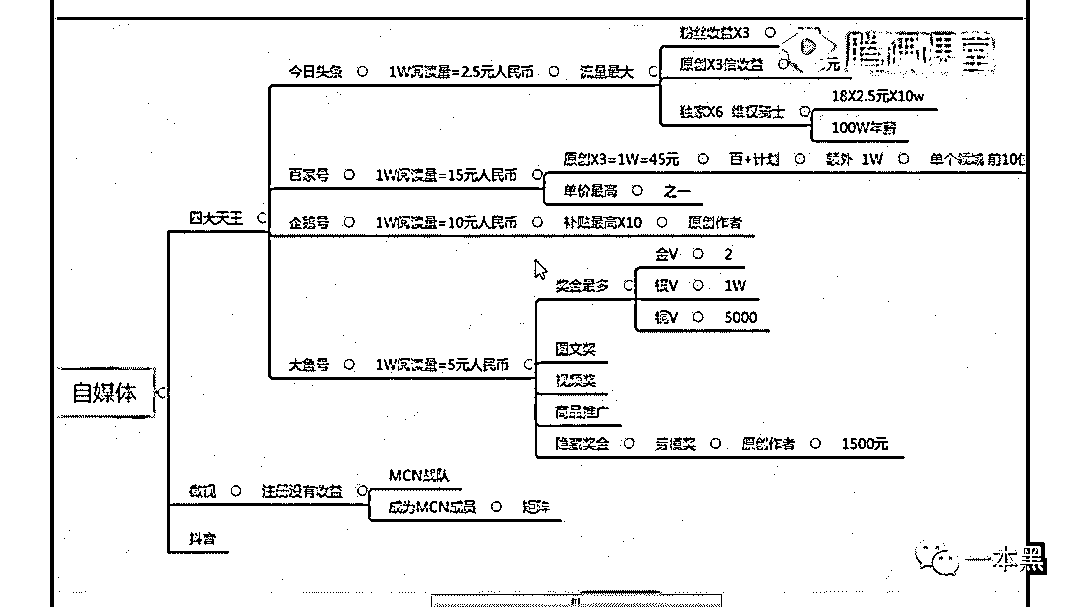 粉丝收益X3
腾讯课堂
今日头条 1W阅读量=2.5元人民币 流量最大 原创X3倍收益 元
独家X6 维权骑士 18X2.5元X10w
100W年薪
百家号 1W阅读量=15元人民币 原创X3=1W=45元 百+计划 额外 1W 单个领域 前10
单价最高 之一
四大天王
企鹅号 1W阅读量=10元人民币 补贴最高X10 原创作者
奖金最多 金V 2
银V 1W
铜V 5000
大鱼号 1W阅读量=5元人民币
图文奖
视频奖
商品推广
隐藏奖金 原创作者 1500元
自媒体
微视 注册没有收益 MCN战队
成为MCN成员 矩阵
抖音
一本黑